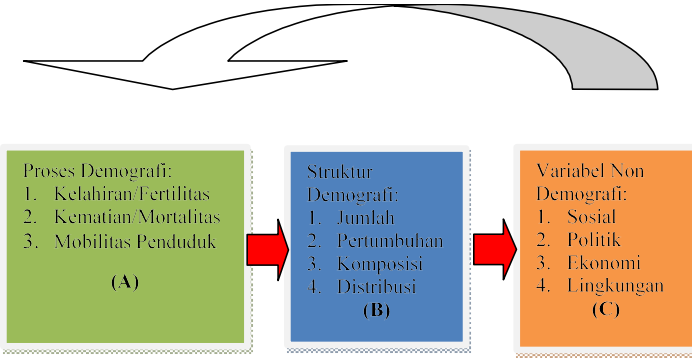 Proses Demografi:
1. Kelahiran/Fertilitas
2. Kematian/Mortalitas
3. Mobilitas Penduduk
(A)
Struktur
Demografi:
1. Jumlah
2. Pertumbuhan
3. Komposisi
4. Distribusi
(B)
Variabel Non
Demografi:
1. Sosial
2. Politik
3. Ekonomi
4. Lingkungan
(C)